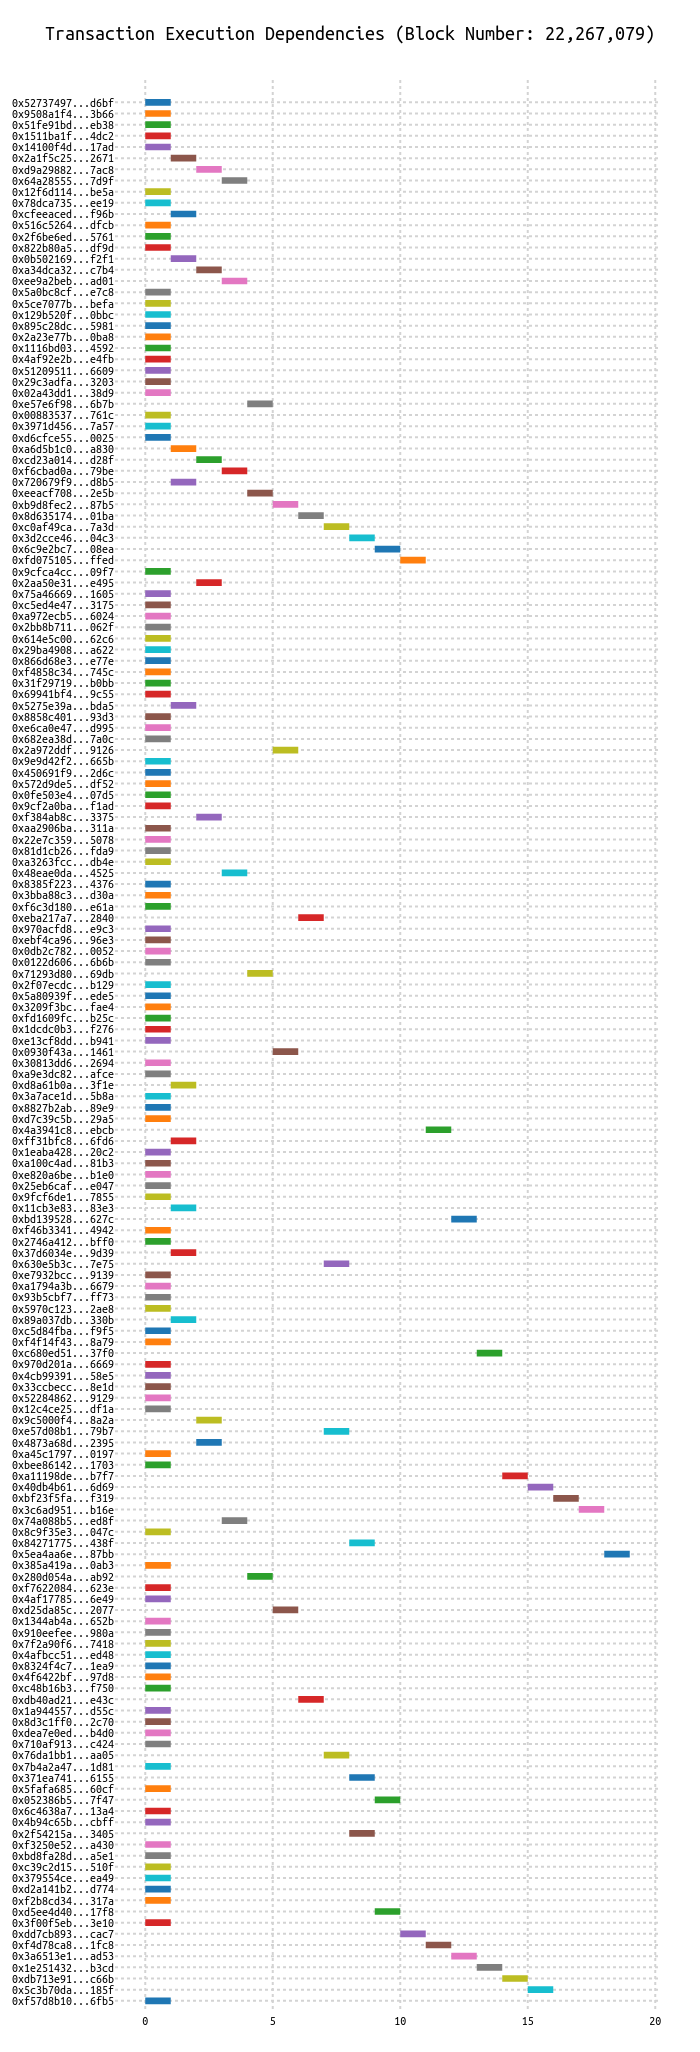 Transaction Execution Dependencies (Block Number: 22,267,079)
0x52737497...d6bf
0x9508a1f4...3b66
0x51fe91bd...eb38
0x1511ba1f...4dc2
0x14100f4d...17ad
0x2a1f5c25...2671
0xd9a29882...7ac8
0x64a28555...7d9f
0x12f6d114...be5a
0x78dca735...ee19
0xcfeeaced...f96b
0x516c5264...dfcb
0x2f6be6ed...5761
0x822b80a5...df9d
0x0b502169...f2f1
0xa34dca32...c7b4
0xee9a2beb...ad01
0x5a0bc8cf...e7c8
0x5ce7077b...befa
0x129b520f...0bbc
0x895c28dc...5981
0x2a23e77b...0ba8
0x1116bd03...4592
0x4af92e2b...e4fb
0x51209511...6609
0x29c3adfa...3203
0x02a43dd1...38d9
0xe57e6f98...6b7b
0x00883537...761c
0x3971d456...7a57
0xd6cfce55...0025
0xa6d5b1c0...a830
0xcd23a014...d28f
0xf6cbad0a...79be
0x720679f9...d8b5
0xeeacf708...2e5b
0xb9d8fec2...87b5
0x8d635174...01ba
0xc0af49ca...7a3d
0x3d2cce46...04c3
0x6c9e2bc7...08ea
0xfd075105...ffed
0x9cfca4cc...09f7
0x2aa50e31...e495
0x75a46669...1605
0xc5ed4e47...3175
0xa972ecb5...6024
0x2bb8b711...062f
0x614e5c00...62c6
0x29ba4908...a622
0x866d68e3...e77e
0xf4858c34...745c
0x31f29719...b0bb
0x69941bf4...9c55
0x5275e39a...bda5
0x8858c401...93d3
0xe6ca0e47...d995
0x682ea38d...7a0c
0x2a972ddf...9126
0x9e9d42f2...665b
0x450691f9...2d6c
0x572d9de5...df52
0x0fe503e4...07d5
0x9cf2a0ba...f1ad
0xf384ab8c...3375
0xaa2906ba...311a
0x22e7c359...5078
0x81d1cb26...fda9
0xa3263fcc...db4e
0x48eae0da...4525
0x8385f223...4376
0x3bba88c3...d30a
0xf6c3d180...e61a
0xeba217a7...2840
0x970acfd8...e9c3
0xebf4ca96...96e3
0x0db2c782...0052
0x0122d606...6b6b
0x71293d80...69db
0x2f07ecdc...b129
0x5a80939f...ede5
0x3209f3bc...fae4
0xfd1609fc...b25c
0x1dcdc0b3...f276
0xe13cf8dd...b941
0x0930f43a...1461
0x30813dd6...2694
0xa9e3dc82...afce
0xd8a61b0a...3f1e
0x3a7ace1d...5b8a
0x8827b2ab...89e9
0xd7c39c5b...29a5
0x4a3941c8...ebcb
0xff31bfc8...6fd6
0x1eaba428...20c2
0xa100c4ad...81b3
0xe820a6be...b1e0
0x25eb6caf...e047
0x9fcf6de1...7855
0x11cb3e83...83e3
0xbd139528...627c
0xf46b3341...4942
0x2746a412...bff0
0x37d6034e...9d39
0x630e5b3c...7e75
0xe7932bcc...9139
0xa1794a3b...6679
0x93b5cbf7...ff73
0x5970c123...2ae8
0x89a037db...330b
0xc5d84fba...f9f5
0xf4f14f43...8a79
0xc680ed51...37f0
0x970d201a...6669
0x4cb99391...58e5
0x33ccbecc...8e1d
0x52284862...9129
0x12c4ce25...df1a
0x9c5000f4...8a2a
0xe57d08b1...79b7
0x4873a68d...2395
0xa45c1797...0197
0xbee86142...1703
0xa11198de...b7f7
0x40db4b61...6d69
0xbf23f5fa...f319
0x3c6ad951...b16e
0x74a088b5...ed8f
0x8c9f35e3...047c
0x84271775...438f
0x5ea4aa6e...87bb
0x385a419a...0ab3
0x280d054a...ab92
0xf7622084...623e
0x4af17785...6e49
0xd25da85c...2077
0x1344ab4a...652b
0x910eefee...980a
0x7f2a90f6...7418
0x4afbcc51...ed48
0x8324f4c7...1ea9
0x4f6422bf...97d8
0xc48b16b3...f750
0xdb40ad21...e43c
0x1a944557...d55c
0x8d3c1ff0...2c70
0xdea7e0ed...b4d0
0x710af913...c424
0x76da1bb1...aa05
0x7b4a2a47...1d81
0x371ea741...6155
0x5fafa685...60cf
0x052386b5...7f47
0x6c4638a7...13a4
0x4b94c65b...cbff
0x2f54215a...3405
0xf3250e52...a430
0xbd8fa28d...a5e1
0xc39c2d15...510f
0x379554ce...ea49
0xd2a141b2...d774
0xf2b8cd34...317a
0xd5ee4d40...17f8
0x3f00f5eb...3e10
0xdd7cb893...cac7
0xf4d78ca8...1fc8
0x3a6513e1...ad53
0x1e251432...b3cd
0xdb713e91...c66b
0x5c3b70da...185f
0xf57d8b10...6fb5
0 5 10 15 20